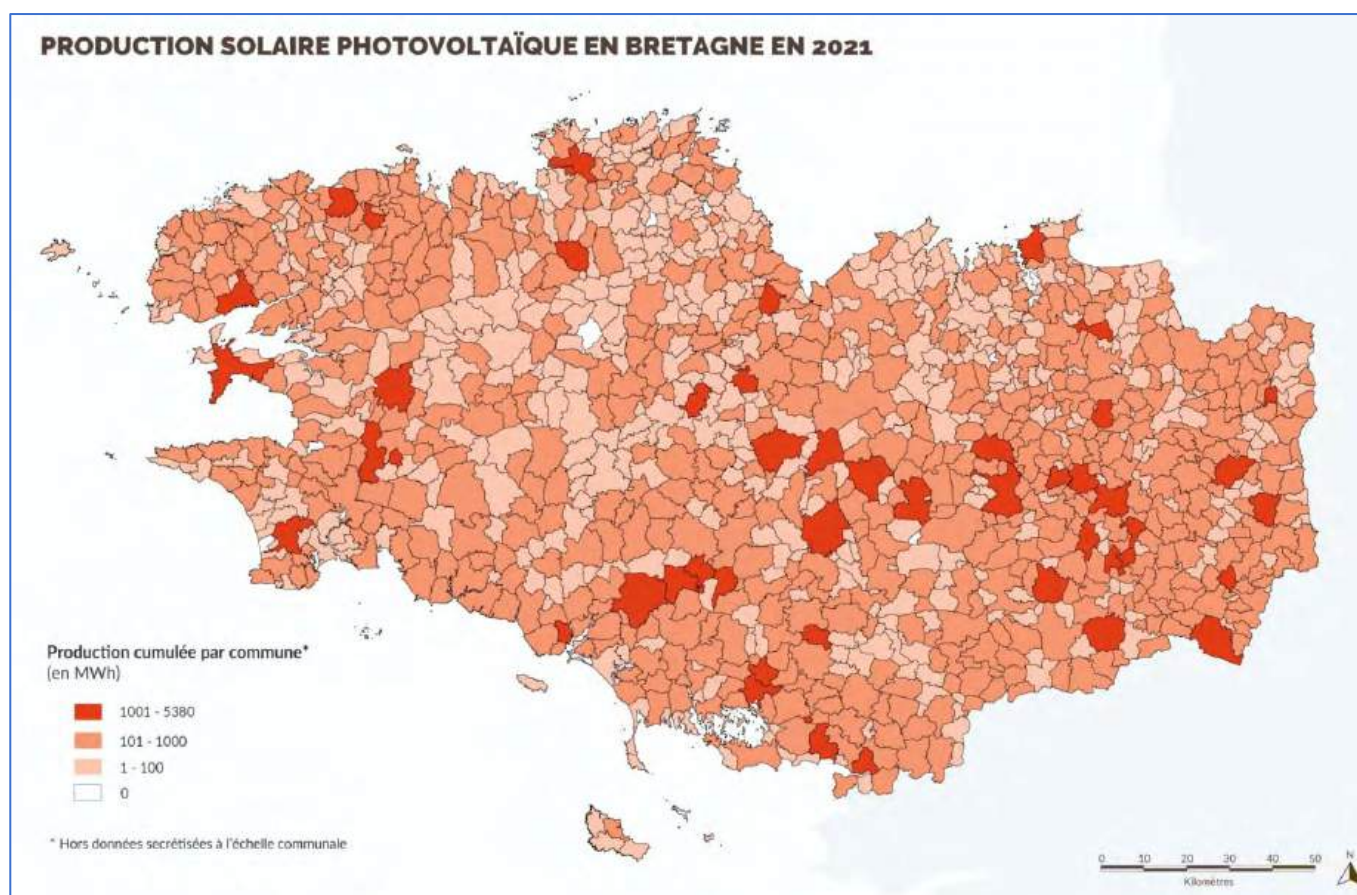 PRODUCTION SOLAIRE PHOTOVOLTAÏQUE EN BRETAGNE EN 2021
Production cumulée par commune*
(en MWh)
1001 - 5380
101 - 1000
1 - 100
0
* Hors données secrétisées à l'échelle communale
0 10 20 30 40 50
Kilomètres
N